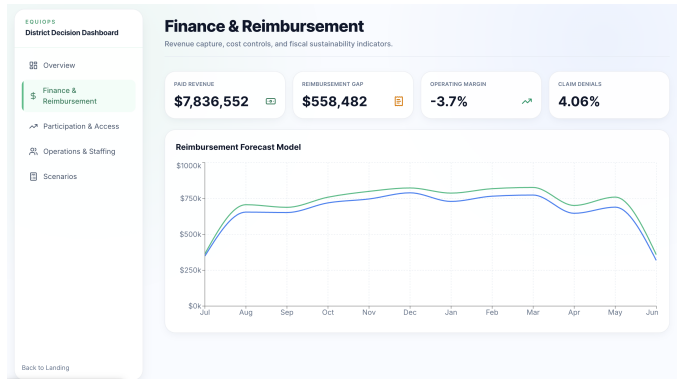 EQUIOPS
District Decision Dashboard
Overview
Finance &
Reimbursement
Participation & Access
Operations & Staffing
Scenarios
Back to Landing
Finance & Reimbursement
Revenue capture, cost controls, and fiscal sustainability indicators.
PAID REVENUE
$7,836,552
REIMBURSEMENT GAP
$558,482
OPERATING MARGIN
-3.7%
CLAIM DENIALS
4.06%
Reimbursement Forecast Model
$1000k
$750k
$500k
$250k
$0k
Jul Aug Sep Oct Nov Dec Jan Feb Mar Apr May Jun